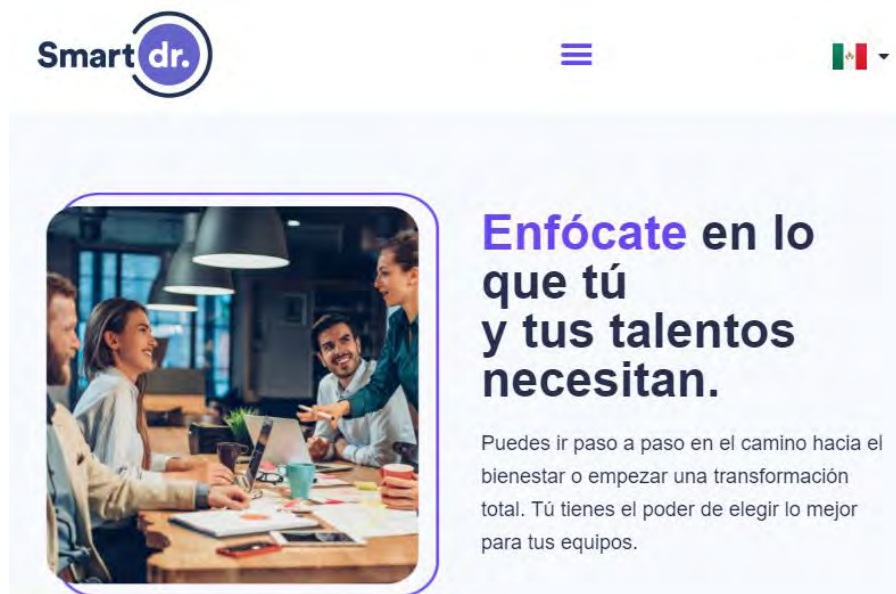 Smart dr.
Enfócate en lo
que tú
y tus talentos
necesitan.
Puedes ir paso a paso en el camino hacia el
bienestar o empezar una transformación
total. Tú tienes el poder de elegir lo mejor
para tus equipos.